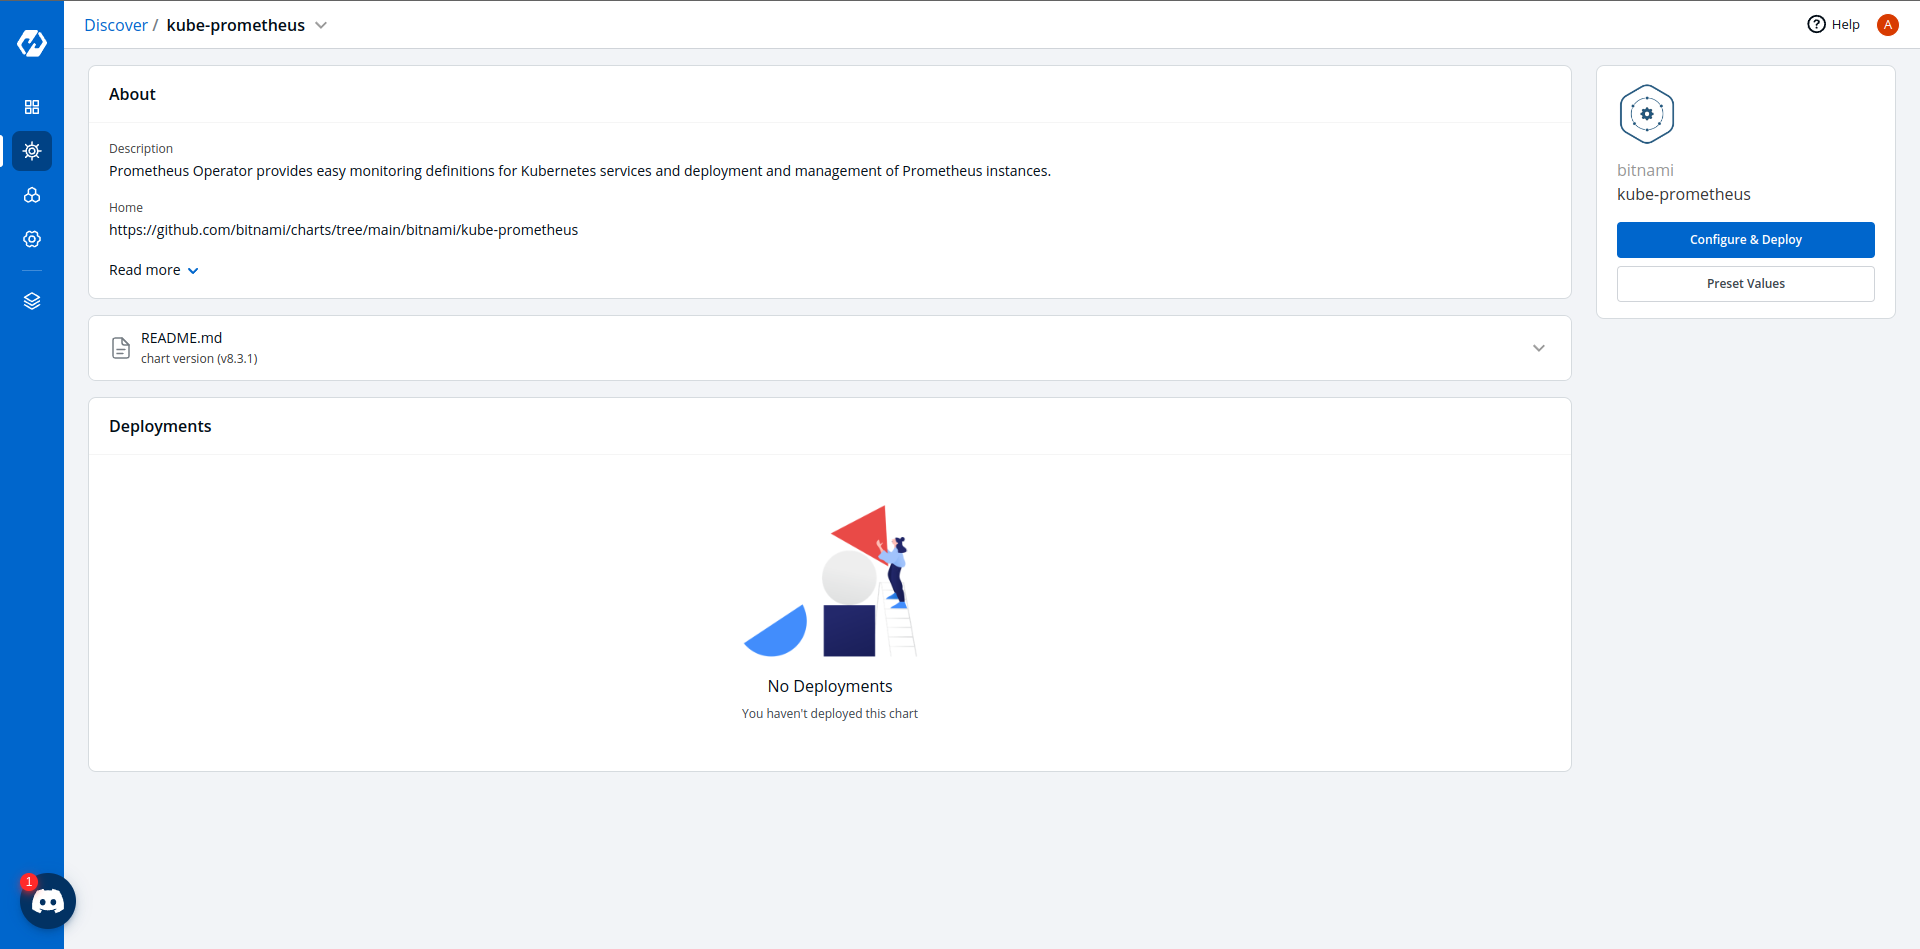 Discover / kube-prometheus
Help
A
About
Description
Prometheus Operator provides easy monitoring definitions for Kubernetes services and deployment and management of Prometheus instances.
Home
https://github.com/bitnami/charts/tree/main/bitnami/kube-prometheus
Read more
README.md
chart version (v8.3.1)
Deployments
No Deployments
You haven't deployed this chart
bitnami
kube-prometheus
Configure & Deploy
Preset Values
1